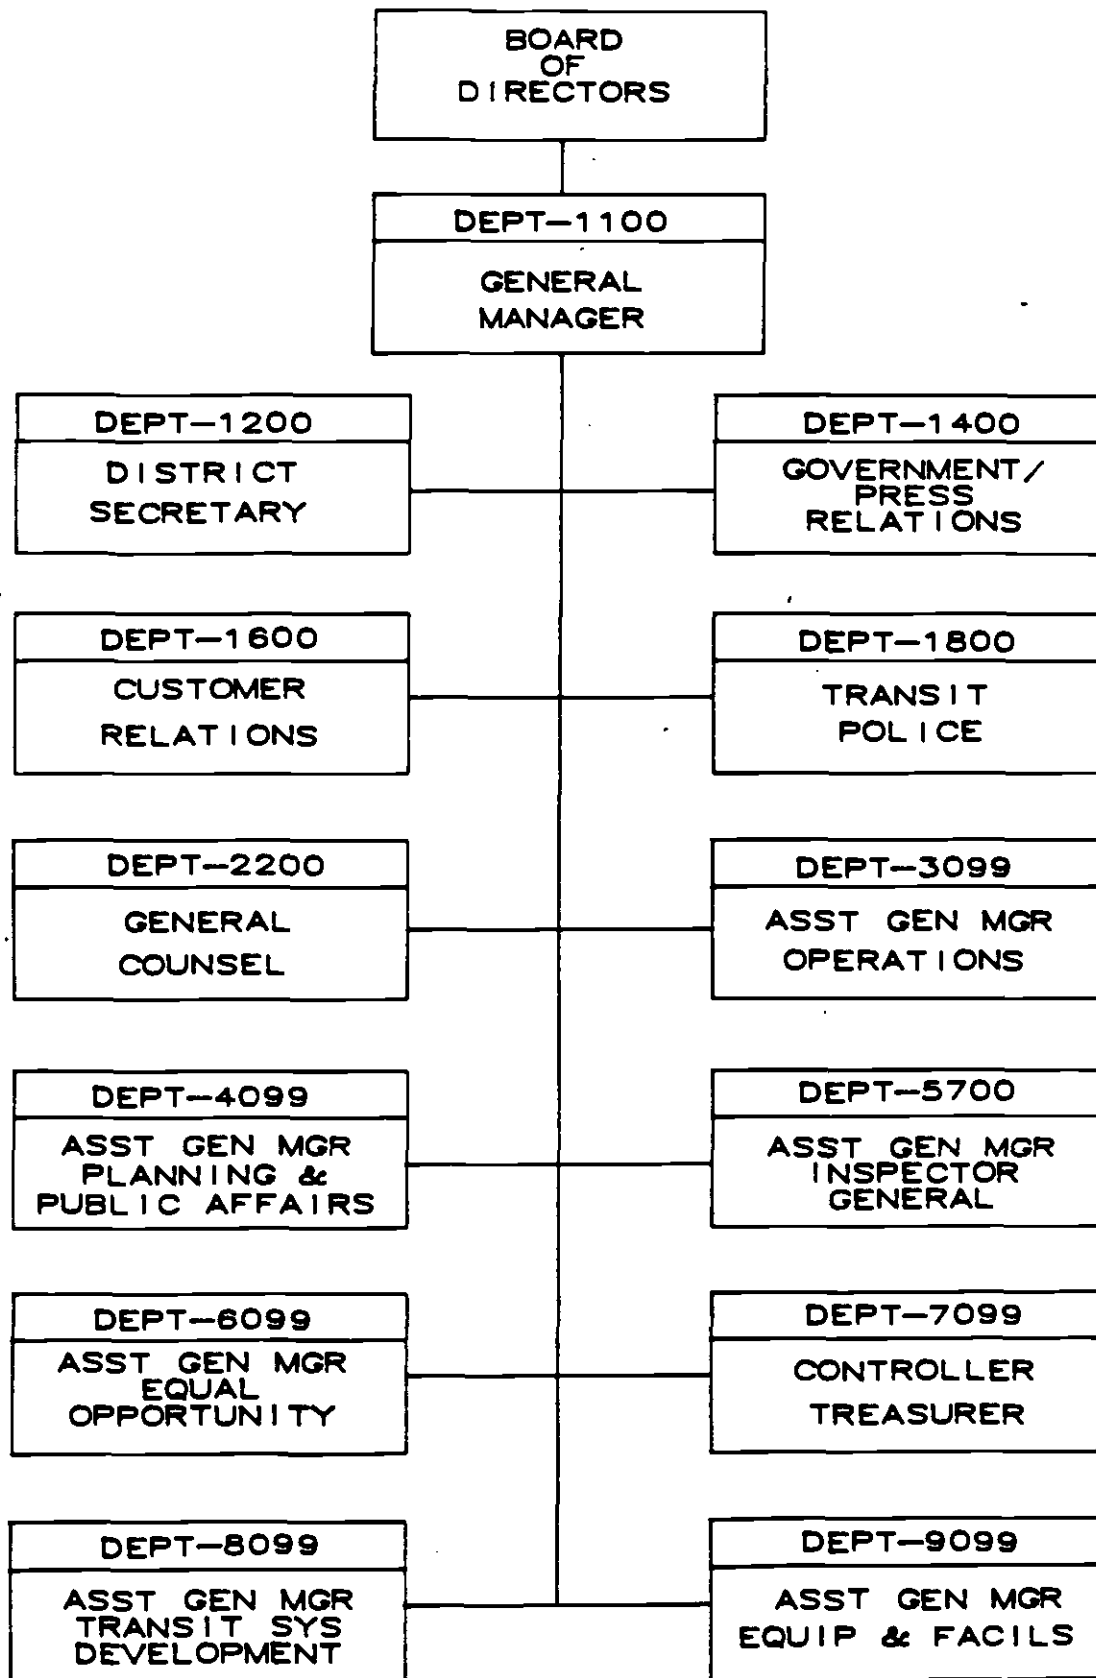 BOARD
OF
DIRECTORS
DEPT-1100
GENERAL
MANAGER
DEPT-1200
DISTRICT
SECRETARY
DEPT-1400
GOVERNMENT/
PRESS
RELATIONS
DEPT-1600
CUSTOMER
RELATIONS
DEPT-1800
TRANSIT
POLICE
DEPT-2200
GENERAL
COUNSEL
DEPT-3099
ASST GEN MGR
OPERATIONS
DEPT-4099
ASST GEN MGR
PLANNING &
PUBLIC AFFAIRS
DEPT-5700
ASST GEN MGR
INSPECTOR
GENERAL
DEPT-6099
ASST GEN MGR
EQUAL
OPPORTUNITY
DEPT-7099
CONTROLLER
TREASURER
DEPT-8099
ASST GEN MGR
TRANSIT SYS
DEVELOPMENT
DEPT-9099
ASST GEN MGR
EQUIP & FACILS